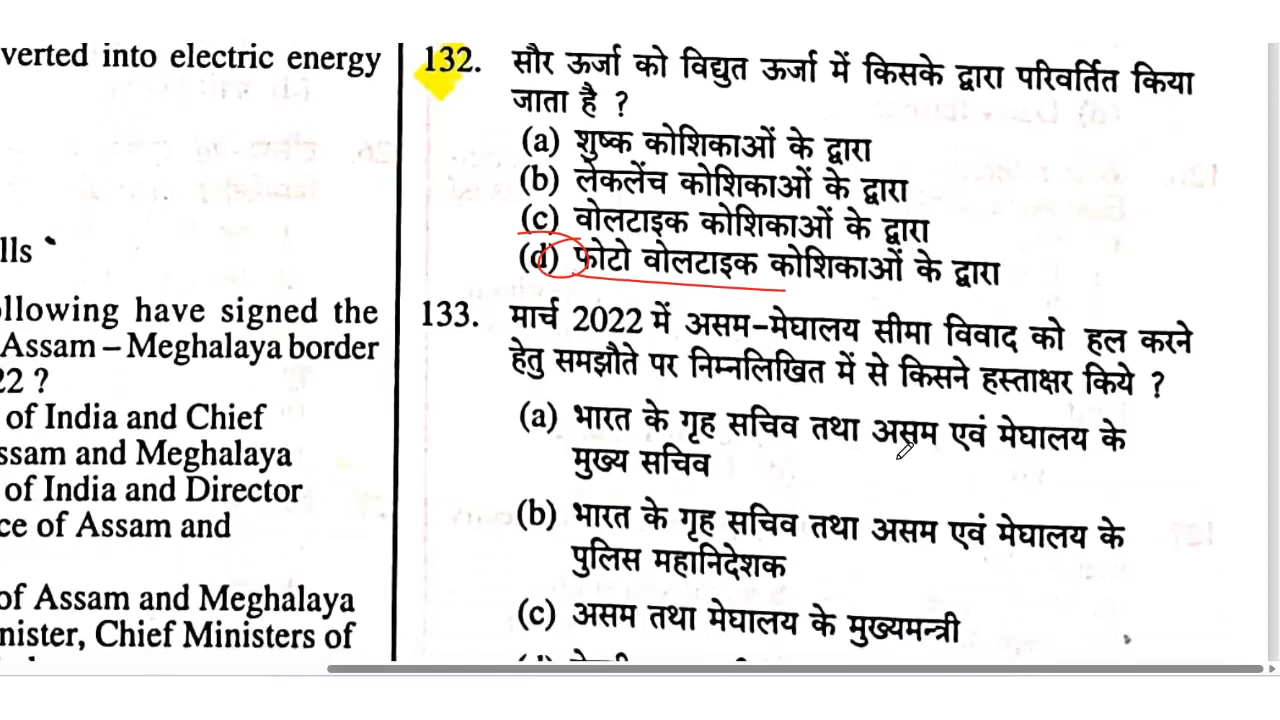 verted into electric energy
lls
llowing have signed the
Assam – Meghalaya border
22 ?
of India and Chief
ssam and Meghalaya
of India and Director
ce of Assam and
of Assam and Meghalaya
nister, Chief Ministers of
132. सौर ऊर्जा को विद्युत ऊर्जा में किसके द्वारा परिवर्तित किया
जाता है ?
(a) शुष्क कोशिकाओं के द्वारा
(b) लेकलेंच कोशिकाओं के द्वारा
(c) वोलटाइक कोशिकाओं के द्वारा
(d) फोटो वोलटाइक कोशिकाओं के द्वारा
133. मार्च 2022 में असम-मेघालय सीमा विवाद को हल करने
हेतु समझौते पर निम्नलिखित में से किसने हस्ताक्षर किये ?
(a) भारत के गृह सचिव तथा असम एवं मेघालय के
मुख्य सचिव
(b) भारत के गृह सचिव तथा असम एवं मेघालय के
पुलिस महानिदेशक
(c) असम तथा मेघालय के मुख्यमन्त्री